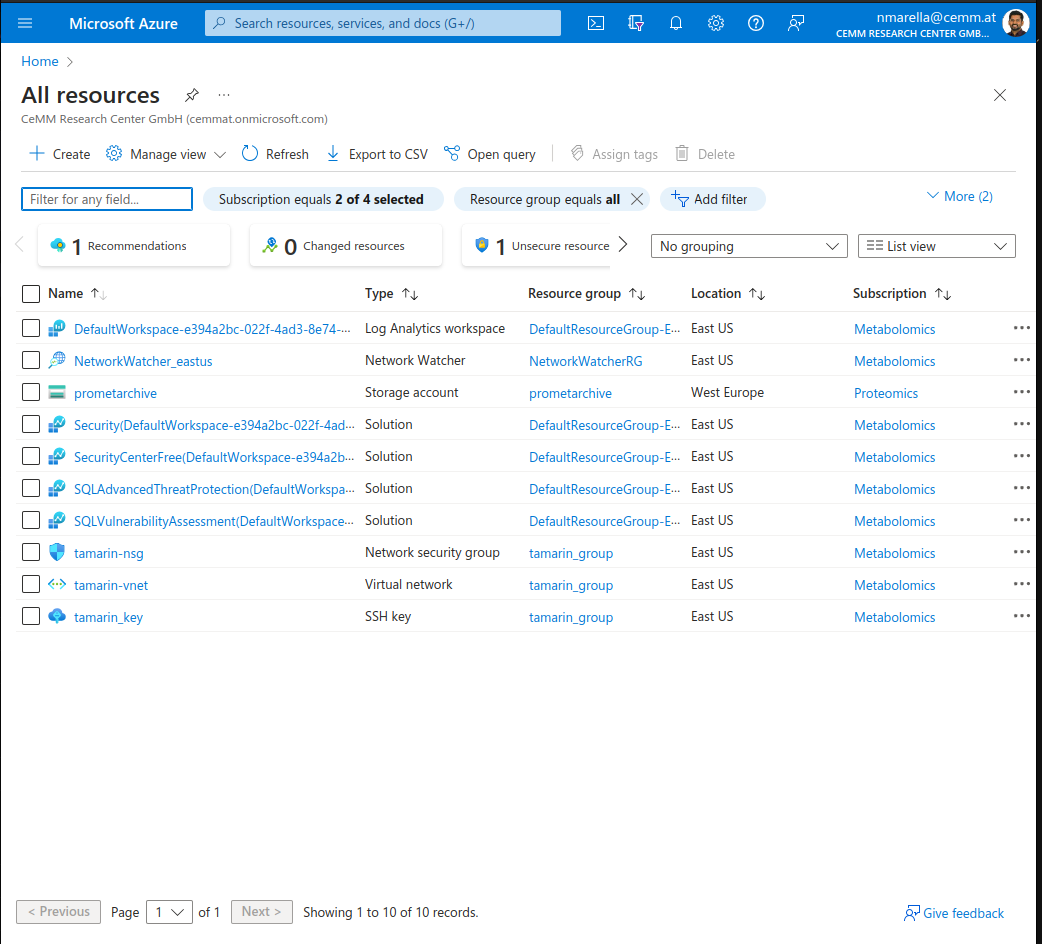 Microsoft Azure Search resources, services, and docs (G+/) nmarella@cemm.at
CEMM RESEARCH CENTER GMB...
Home
All resources ...
CeMM Research Center GmbH (cemmat.onmicrosoft.com)
Create Manage view Refresh Export to CSV Open query Assign tags Delete
Filter for any field... Subscription equals 2 of 4 selected Resource group equals all Add filter More (2)
1 Recommendations 0 Changed resources 1 Unsecure resource No grouping List view
Name Type Resource group Location Subscription
DefaultWorkspace-e394a2bc-022f-4ad3-8e74-... Log Analytics workspace DefaultResourceGroup-E... East US Metabolomics ...
NetworkWatcher_eastus Network Watcher NetworkWatcherRG East US Metabolomics ...
prometarchive Storage account prometarchive West Europe Proteomics ...
Security(DefaultWorkspace-e394a2bc-022f-4ad... Solution DefaultResourceGroup-E... East US Metabolomics ...
SecurityCenterFree(DefaultWorkspace-e394a2b... Solution DefaultResourceGroup-E... East US Metabolomics ...
SQLAdvancedThreatProtection(DefaultWorkspa... Solution DefaultResourceGroup-E... East US Metabolomics ...
SQLVulnerabilityAssessment(DefaultWorkspace... Solution DefaultResourceGroup-E... East US Metabolomics ...
tamarin-nsg Network security group tamarin_group East US Metabolomics ...
tamarin-vnet Virtual network tamarin_group East US Metabolomics ...
tamarin_key SSH key tamarin_group East US Metabolomics ...
< Previous Page 1 of 1 Next > Showing 1 to 10 of 10 records. Give feedback